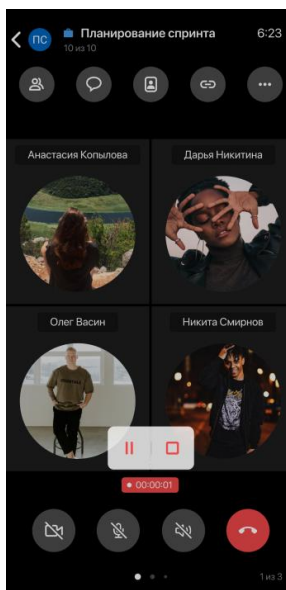 ПС
Планирование спринта
6:23
10 из 10
Анастасия Копылова
Дарья Никитина
Олег Васин
Никита Смирнов
00:00:01
1 из 3